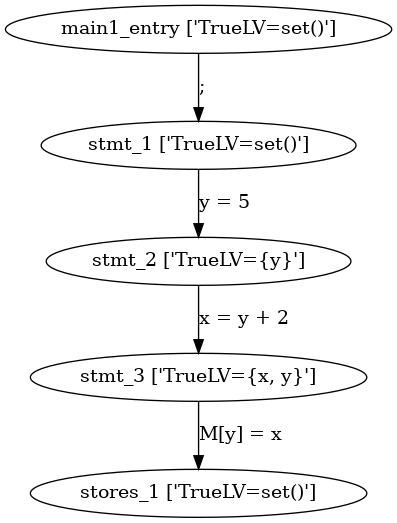 main1_entry ['TrueLV=set()']
;
stmt_1 ['TrueLV=set()']
y = 5
stmt_2 ['TrueLV={y}']
x = y + 2
stmt_3 ['TrueLV={x, y}']
M[y] = x
stores_1 ['TrueLV=set()']